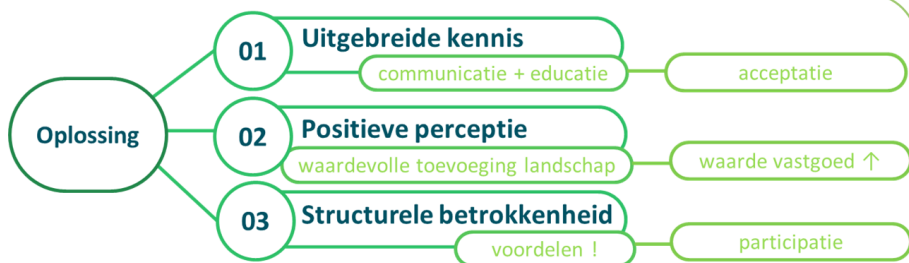 Oplossing
01
Uitgebreide kennis
communicatie + educatie
acceptatie
02
Positieve perceptie
waardevolle toevoeging landschap
waarde vastgoed ↑
03
Structurele betrokkenheid
voordelen !
participatie